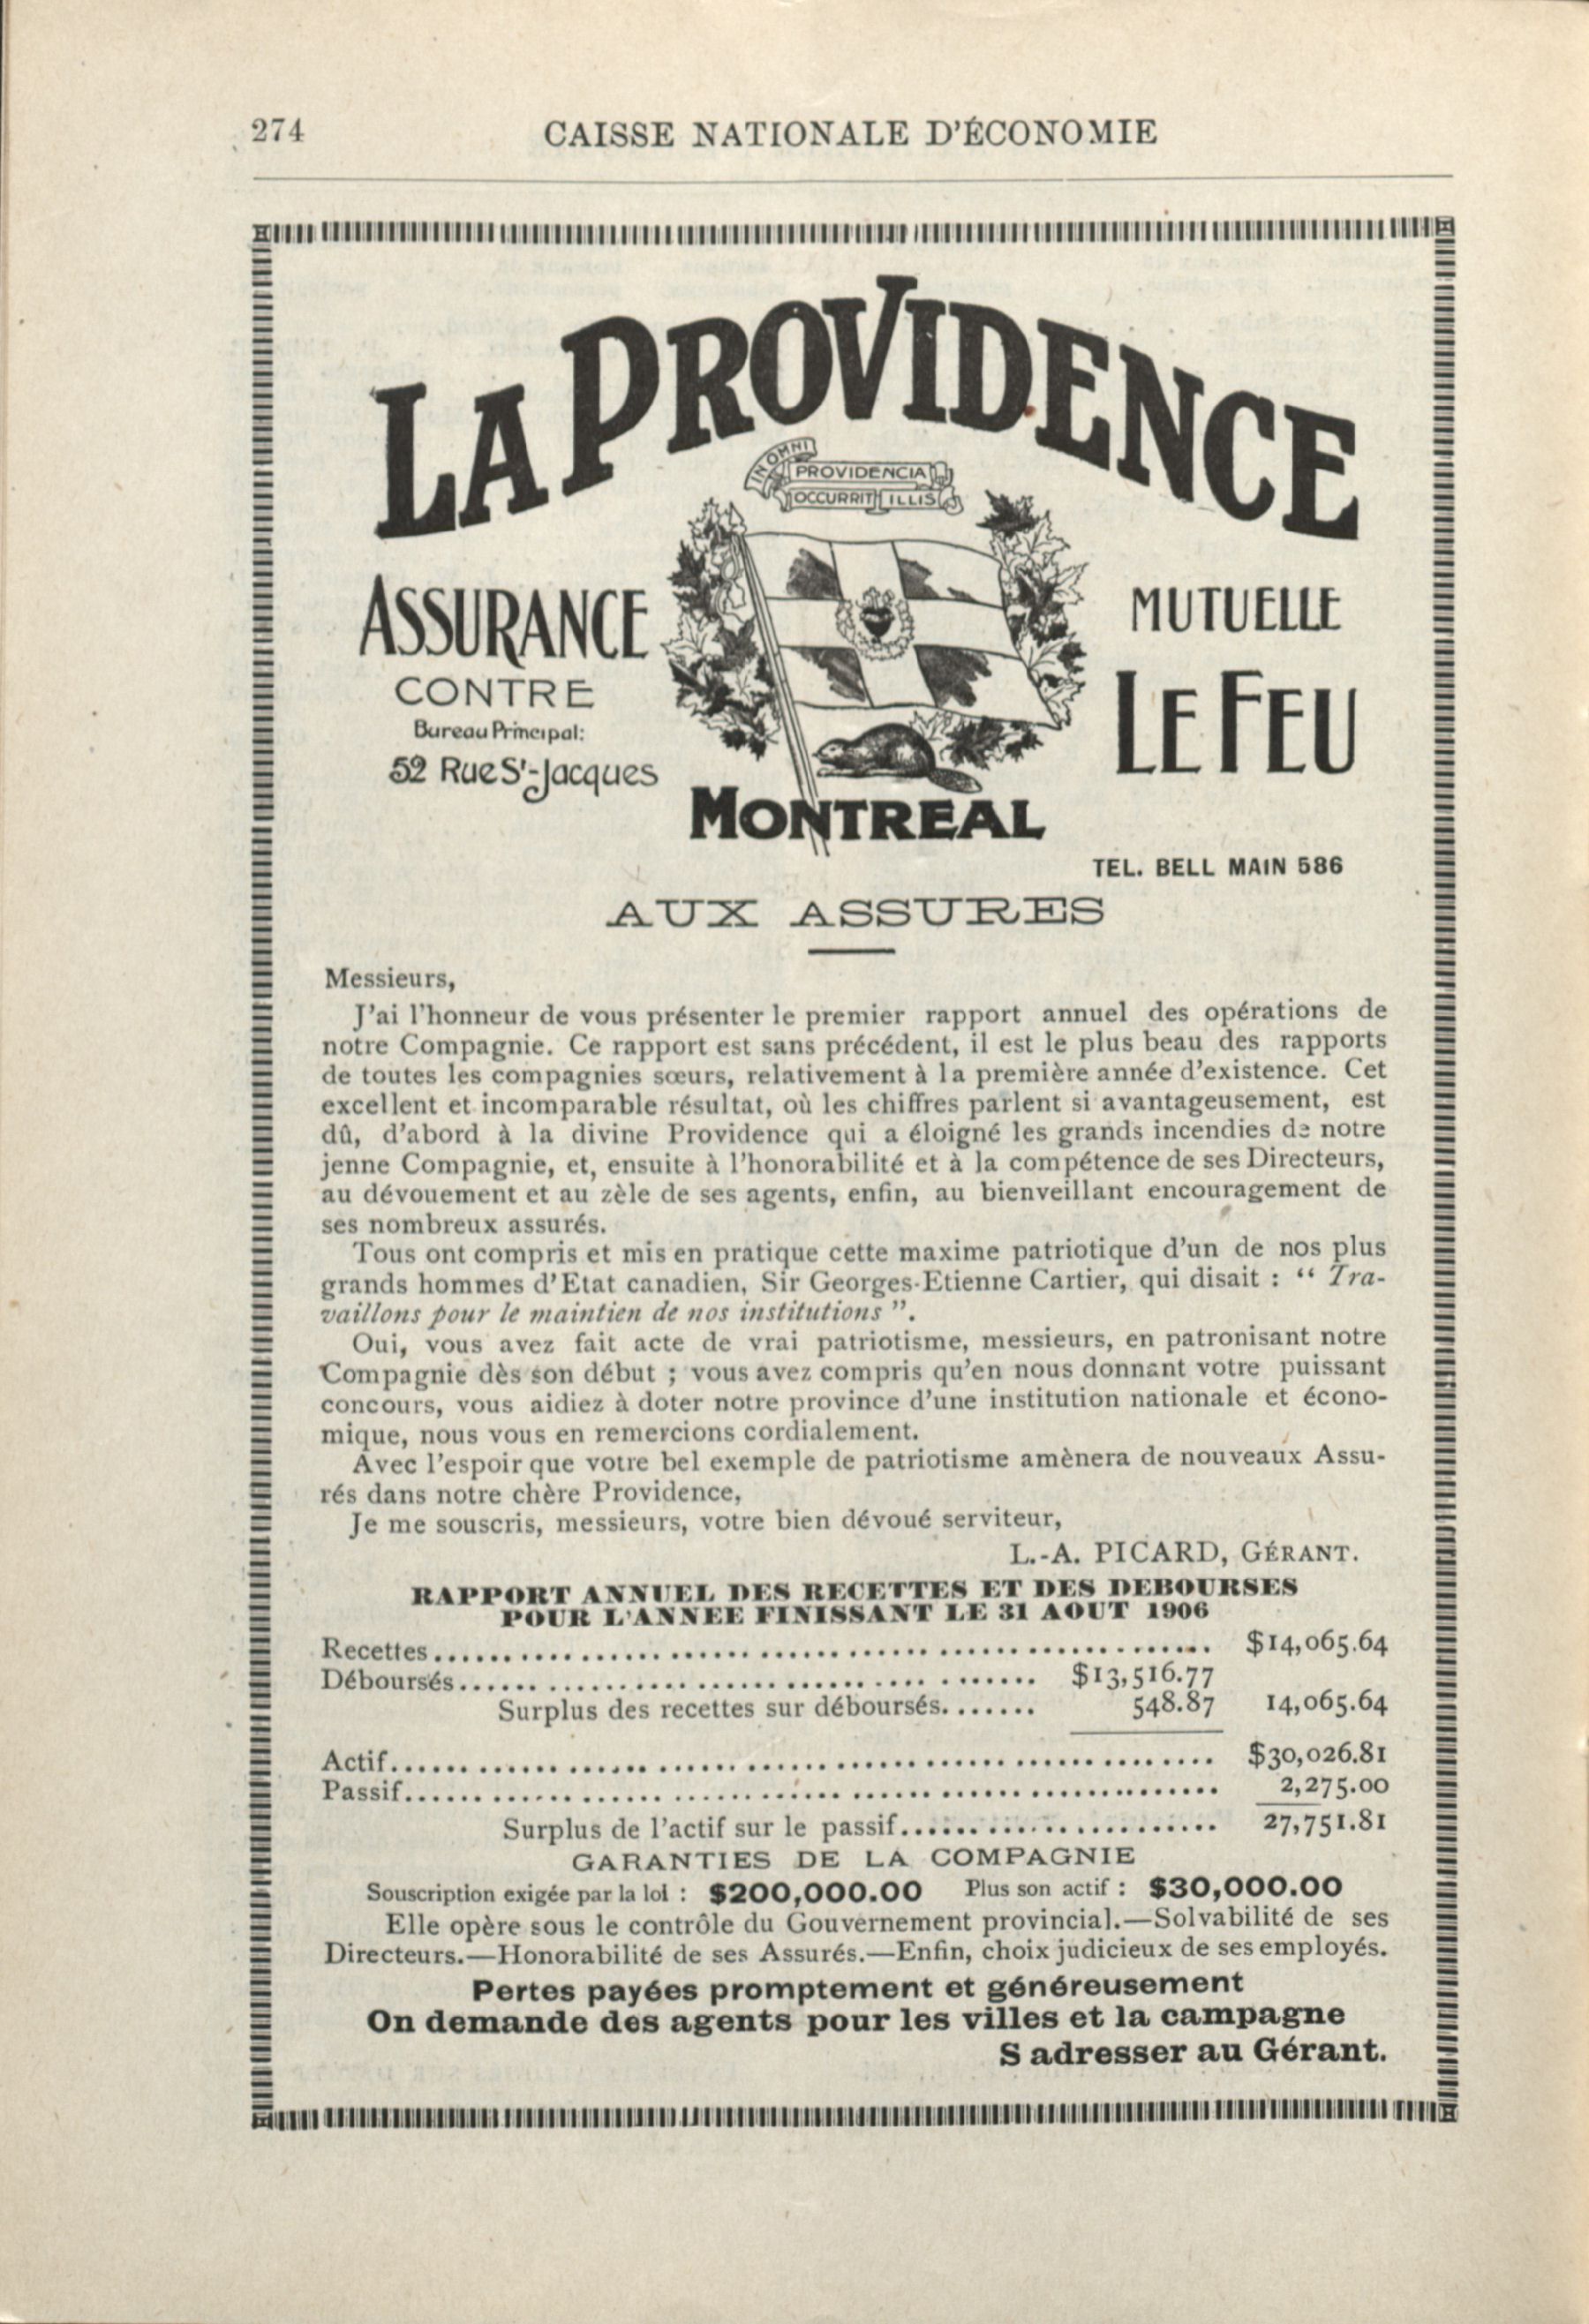 274
CAISSE NATIONALE D'ÉCONOMIE
LA PROVIDENCE
IN OMNI
PROVIDENCIA
OCCURRIT ILLIS
ASSURANCE
MUTUELLE
CONTRE
LE FEU
Bureau Principal:
52 Rue St-Jacques
MONTREAL
TEL. BELL MAIN 586
AUX ASSURES
Messieurs,
J'ai l'honneur de vous présenter le premier rapport annuel des opérations de
notre Compagnie. Ce rapport est sans précédent, il est le plus beau des rapports
de toutes les compagnies sœurs, relativement à la première année d'existence. Cet
excellent et incomparable résultat, où les chiffres parlent si avantageusement, est
dû, d'abord à la divine Providence qui a éloigné les grands incendies de notre
jenne Compagnie, et, ensuite à l'honorabilité et à la compétence de ses Directeurs,
au dévouement et au zèle de ses agents, enfin, au bienveillant encouragement de
ses nombreux assurés.
Tous ont compris et mis en pratique cette maxime patriotique d'un de nos plus
grands hommes d'Etat canadien, Sir Georges-Etienne Cartier, qui disait : “ Tra-
vaillons pour le maintien de nos institutions ”.
Oui, vous avez fait acte de vrai patriotisme, messieurs, en patronisant notre
Compagnie dès son début ; vous avez compris qu'en nous donnant votre puissant
concours, vous aidiez à doter notre province d'une institution nationale et écono-
mique, nous vous en remercions cordialement.
Avec l'espoir que votre bel exemple de patriotisme amènera de nouveaux Assu-
rés dans notre chère Providence,
Je me souscris, messieurs, votre bien dévoué serviteur,
L.-A. PICARD, GÉRANT.
RAPPORT ANNUEL DES RECETTES ET DES DEBOURSES
POUR L'ANNEE FINISSANT LE 31 AOUT 1906
Recettes........ $14,065.64
Déboursés........ $13,516.77
Surplus des recettes sur déboursés........ 548.87 14,065.64
Actif........ $30,026.81
Passif........ 2,275.00
Surplus de l'actif sur le passif........ 27,751.81
GARANTIES DE LA COMPAGNIE
Souscription exigée par la loi : $200,000.00 Plus son actif : $30,000.00
Elle opère sous le contrôle du Gouvernement provincial.—Solvabilité de ses
Directeurs.—Honorabilité de ses Assurés.—Enfin, choix judicieux de ses employés.
Pertes payées promptement et généreusement
On demande des agents pour les villes et la campagne
S adresser au Gérant.